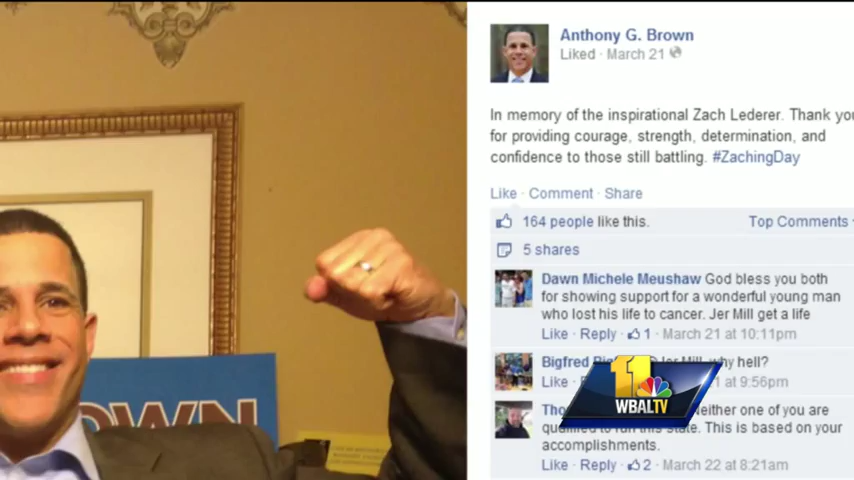 Anthony G. Brown
Liked · March 21
In memory of the inspirational Zach Lederer. Thank you
for providing courage, strength, determination, and
confidence to those still battling. #ZachingDay
Like · Comment · Share
164 people like this.
Top Comments
5 shares
Dawn Michele Meushaw God bless you both
for showing support for a wonderful young man
who lost his life to cancer. Jer Mill get a life
Like · Reply · 1 · March 21 at 10:11pm
Bigfred Jer Mill, why hell?
Like · 21 at 9:56pm
Neither one of you are
to run this state. This is based on your
accomplishments.
Like · Reply · 2 · March 22 at 8:21am
OWN
11
WBALTV